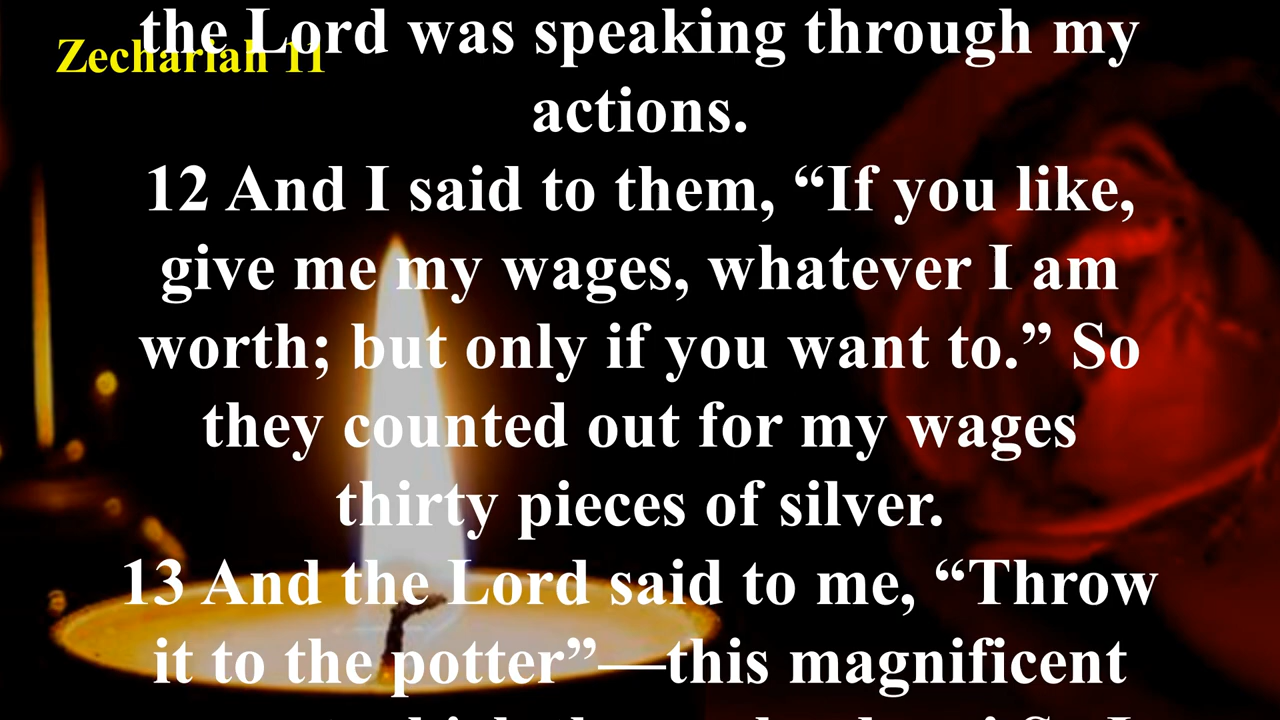 the Lord was speaking through my
Zechariah 11
actions.
12 And I said to them, “If you like,
give me my wages, whatever I am
worth; but only if you want to.” So
they counted out for my wages
thirty pieces of silver.
13 And the Lord said to me, “Throw
it to the potter”—this magnificent